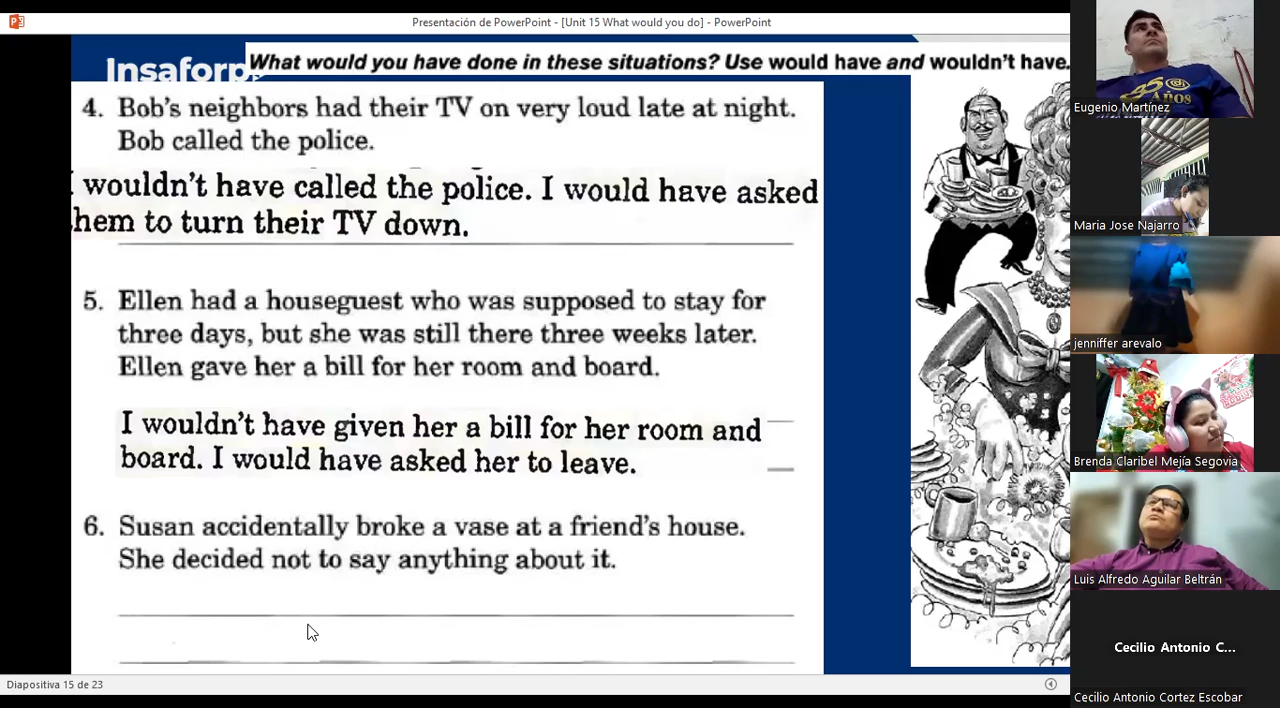 Presentación de PowerPoint - [Unit 15 What would you do] - PowerPoint
Insaforp
What would you have done in these situations? Use would have and wouldn't have.
4. Bob's neighbors had their TV on very loud late at night.
Bob called the police.
I wouldn't have called the police. I would have asked
them to turn their TV down.
5. Ellen had a houseguest who was supposed to stay for
three days, but she was still there three weeks later.
Ellen gave her a bill for her room and board.
I wouldn't have given her a bill for her room and
board. I would have asked her to leave.
6. Susan accidentally broke a vase at a friend's house.
She decided not to say anything about it.
Diapositiva 15 de 23
Eugenio Martínez
Maria Jose Najarro
jenniffer arevalo
Brenda Claribel Mejía Segovia
Luis Alfredo Aguilar Beltrán
Cecilio Antonio C...
Cecilio Antonio Cortez Escobar